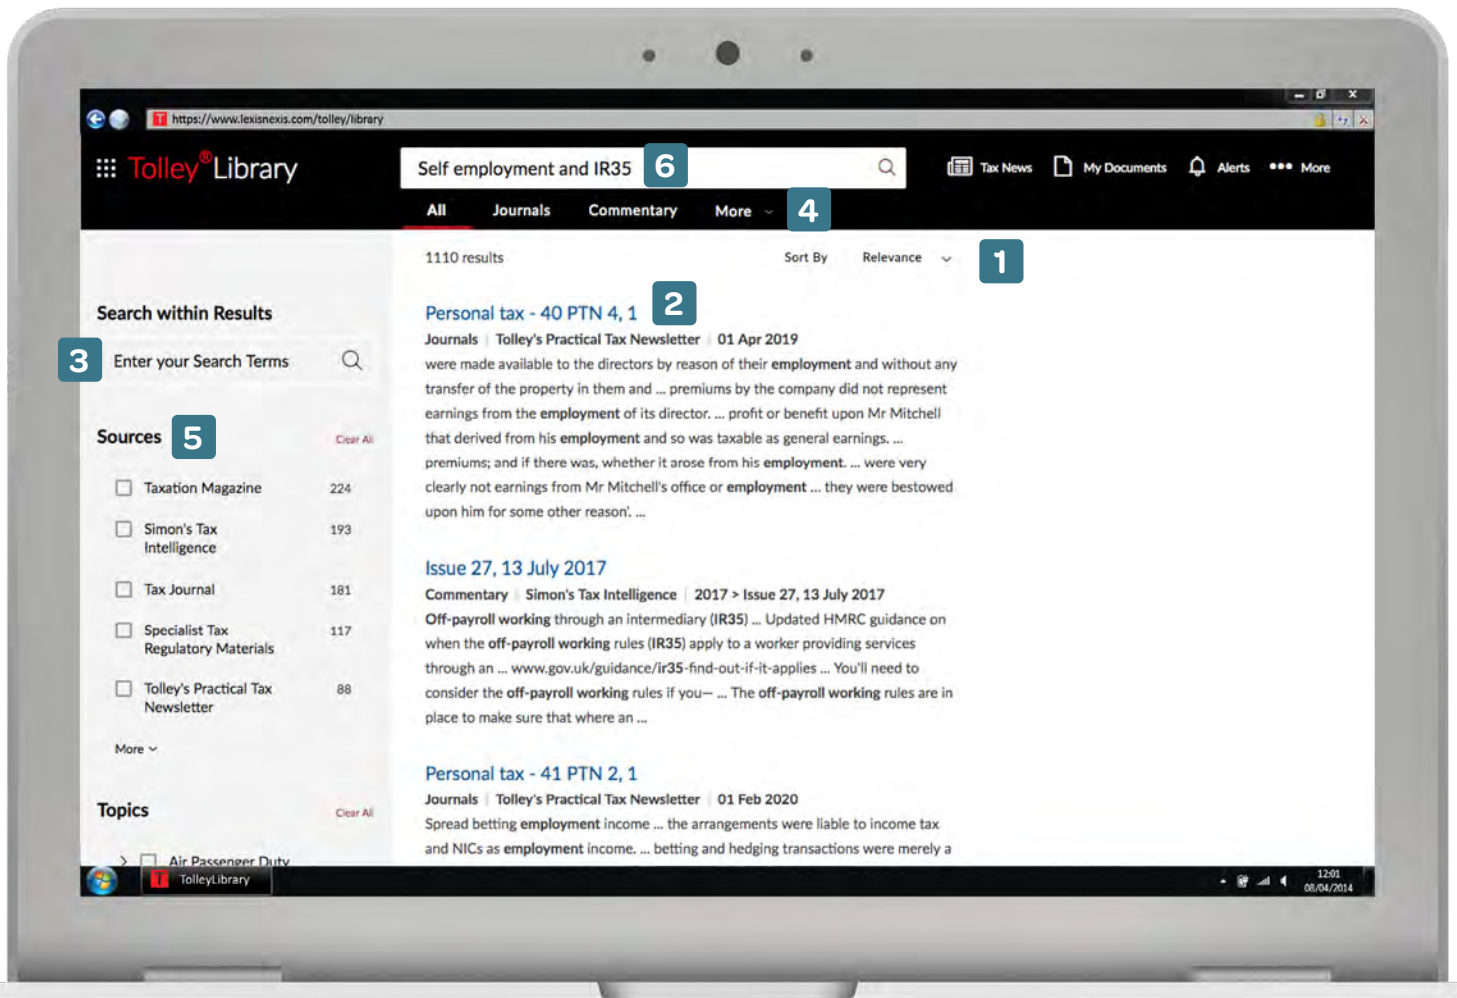 https://www.lexisnexis.com/tolley/library
Tolley®Library
Self employment and IR35
6
Tax News
My Documents
Alerts
More
All
Journals
Commentary
More
4
1110 results
Sort By
Relevance
1
Search within Results
3
Enter your Search Terms
Sources
5
Clear All
Taxation Magazine
224
Simon's Tax
Intelligence
193
Tax Journal
181
Specialist Tax
Regulatory Materials
117
Tolley's Practical Tax
Newsletter
88
More
Topics
Clear All
Air Passenger Duty
Personal tax - 40 PTN 4, 1
2
Journals | Tolley's Practical Tax Newsletter | 01 Apr 2019
were made available to the directors by reason of their employment and without any
transfer of the property in them and ... premiums by the company did not represent
earnings from the employment of its director. ... profit or benefit upon Mr Mitchell
that derived from his employment and so was taxable as general earnings. ...
premiums; and if there was, whether it arose from his employment. ... were very
clearly not earnings from Mr Mitchell's office or employment ... they were bestowed
upon him for some other reason'. ...
Issue 27, 13 July 2017
Commentary | Simon's Tax Intelligence | 2017 > Issue 27, 13 July 2017
Off-payroll working through an intermediary (IR35) ... Updated HMRC guidance on
when the off-payroll working rules (IR35) apply to a worker providing services
through an ... www.gov.uk/guidance/ir35-find-out-if-it-applies ... You'll need to
consider the off-payroll working rules if you— ... The off-payroll working rules are in
place to make sure that where an ...
Personal tax - 41 PTN 2, 1
Journals | Tolley's Practical Tax Newsletter | 01 Feb 2020
Spread betting employment income ... the arrangements were liable to income tax
and NICs as employment income. ... betting and hedging transactions were merely a
T
TolleyLibrary
12:01
08/04/2014